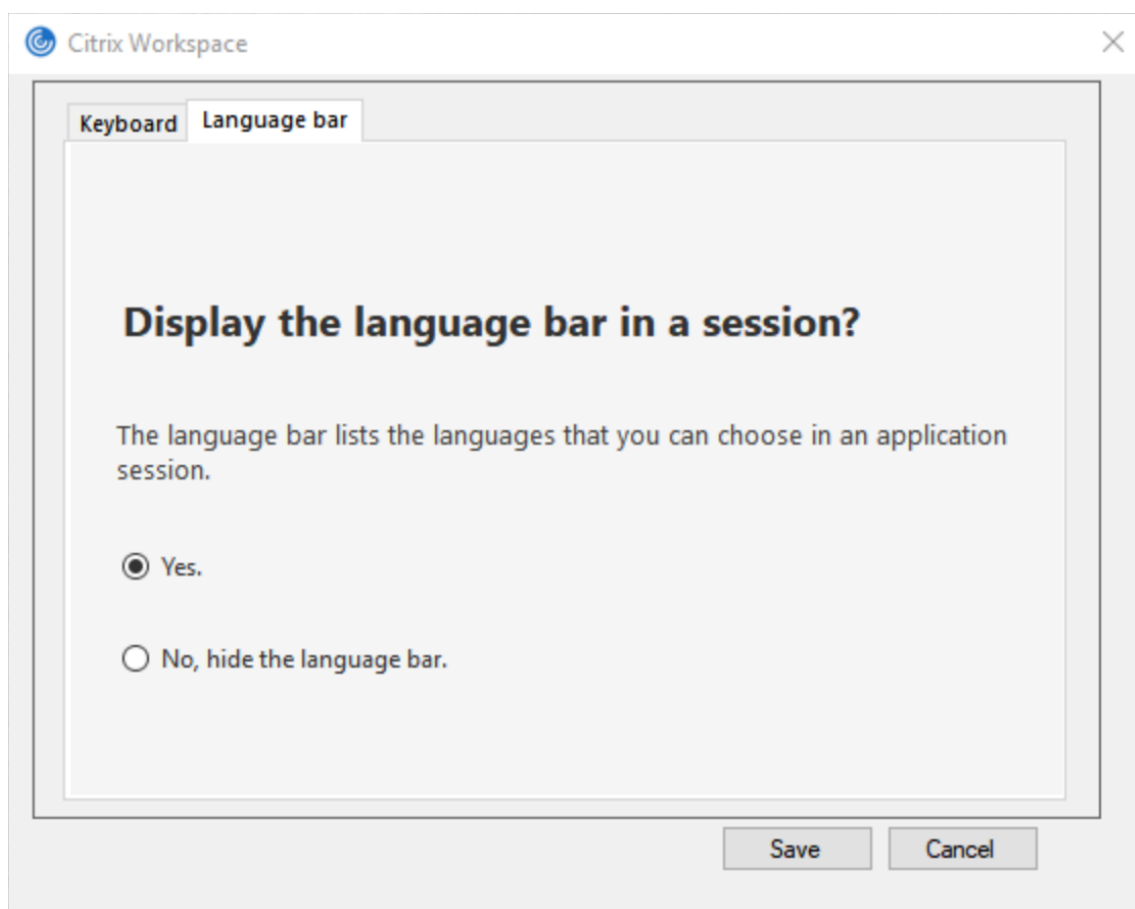 Citrix Workspace
Keyboard
Language bar
Display the language bar in a session?
The language bar lists the languages that you can choose in an application
session.
Yes.
No, hide the language bar.
Save
Cancel